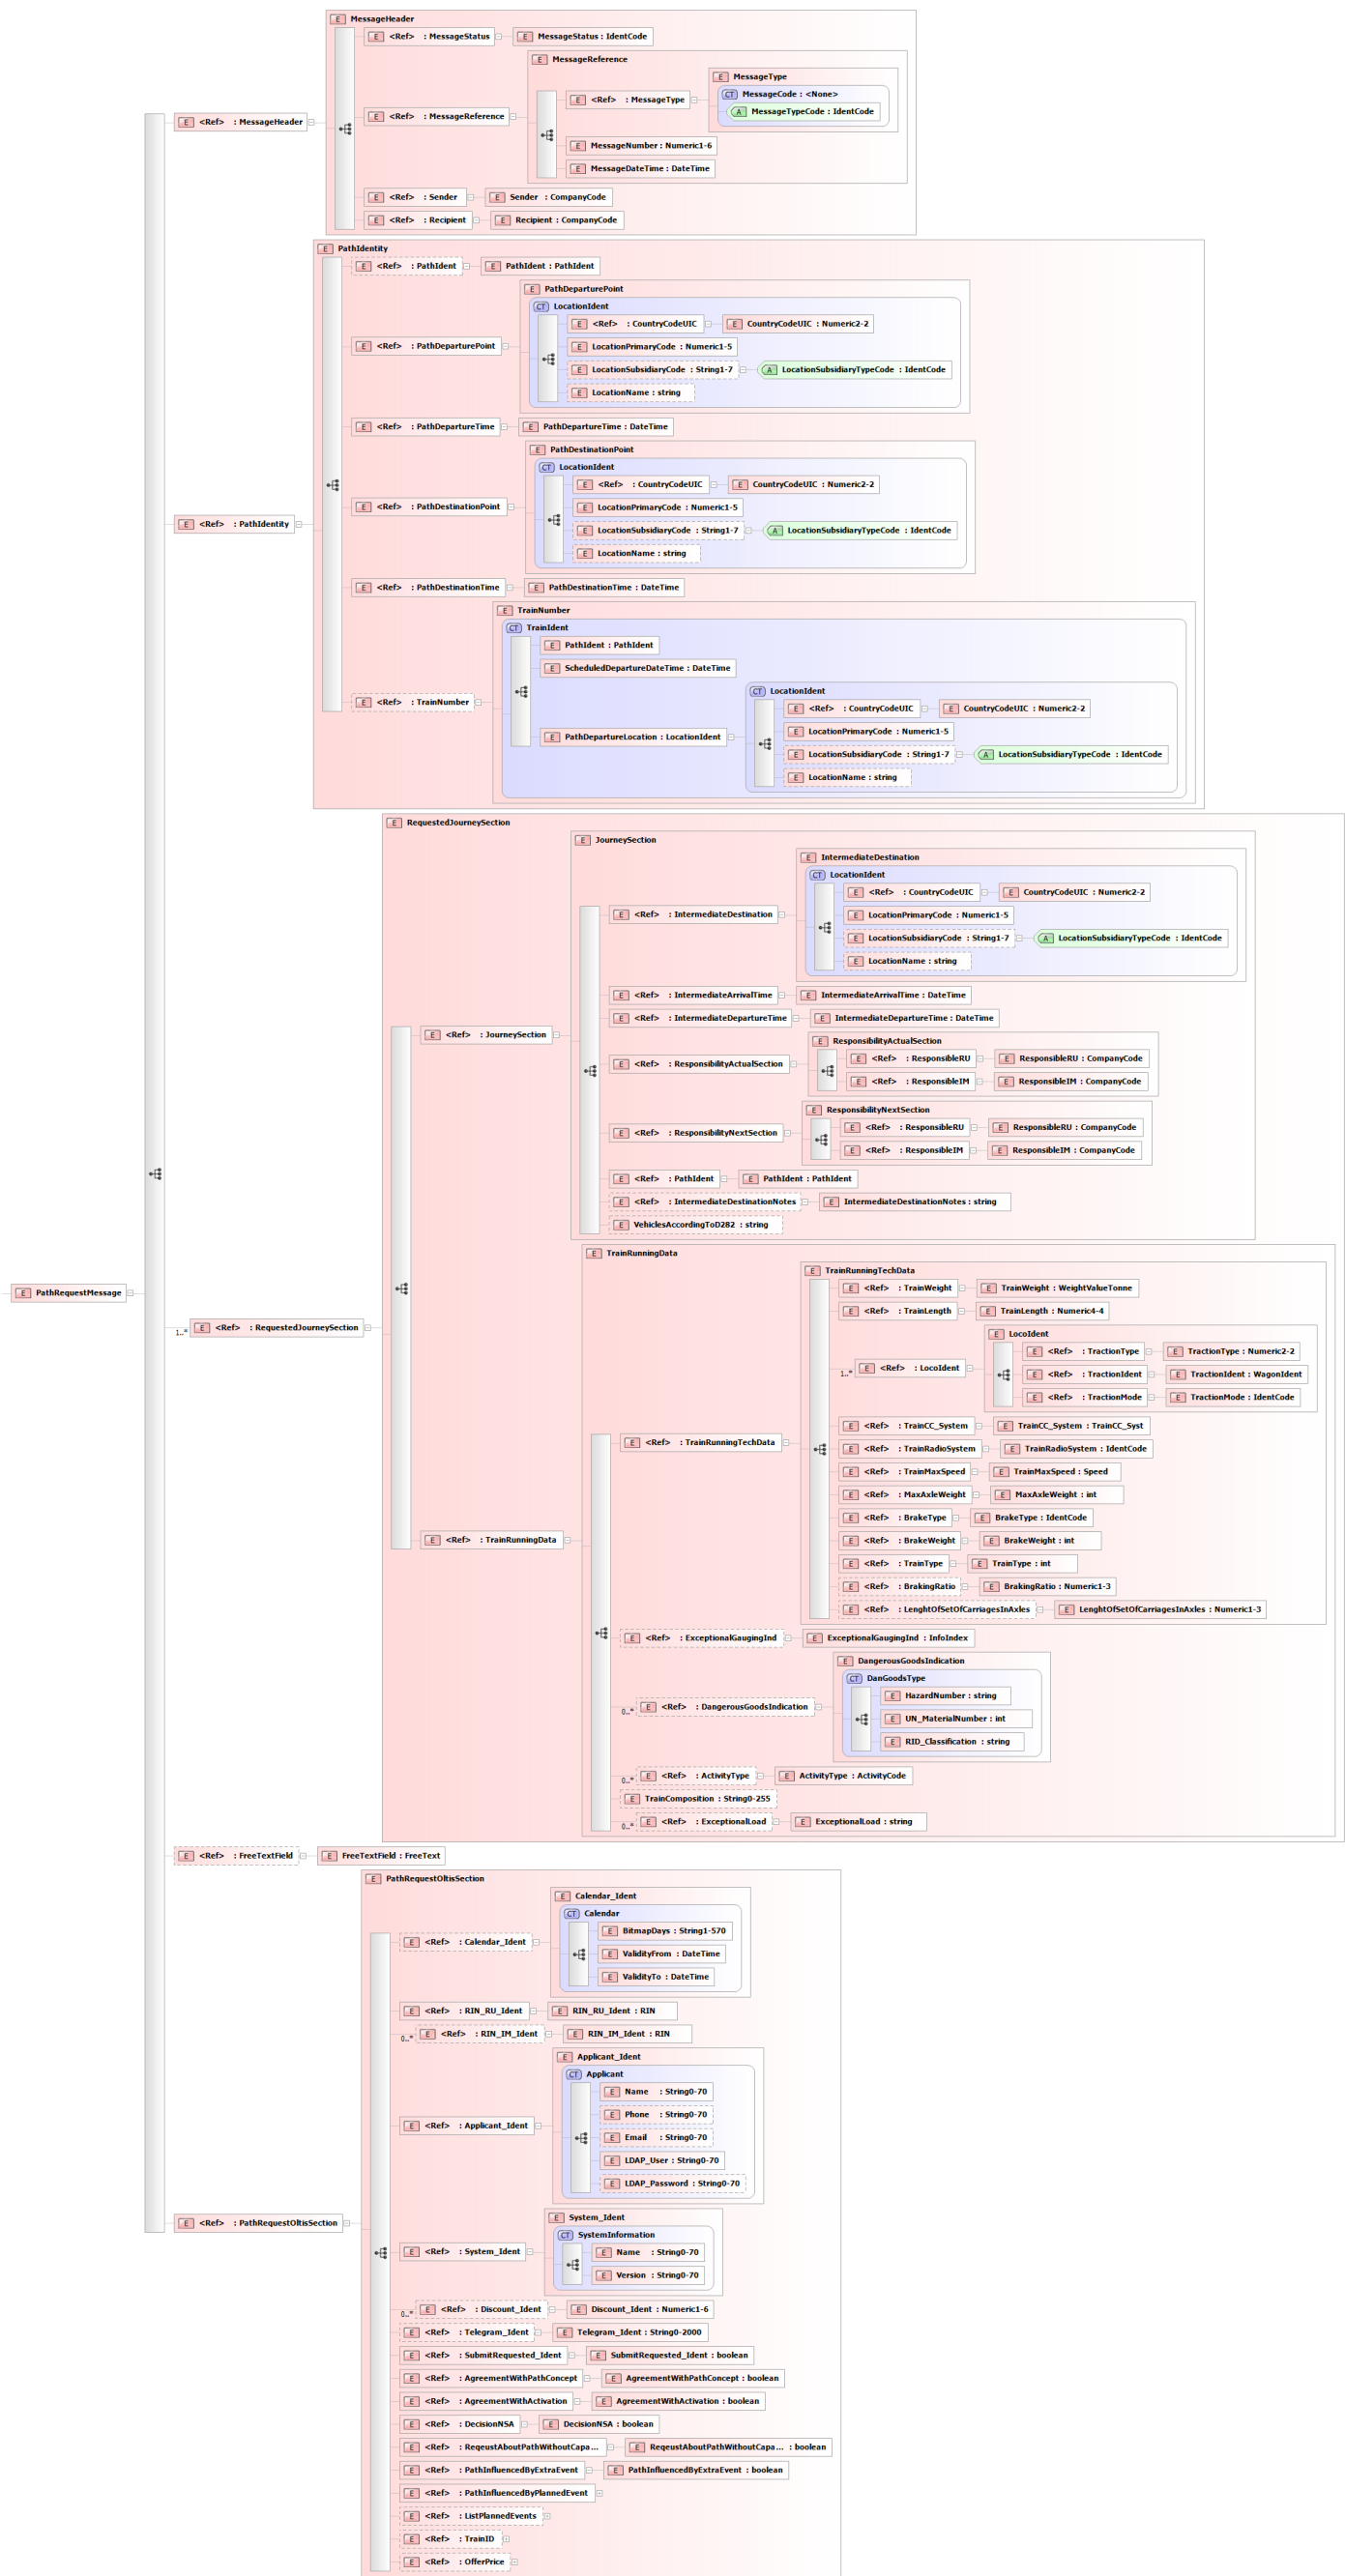 E MessageHeader
E <Ref> : MessageStatus E MessageStatus : IdentCode
E MessageReference
E MessageType
CT MessageCode : <None>
E <Ref> : MessageType
A MessageTypeCode : IdentCode
E <Ref> : MessageReference
E <Ref> : MessageHeader
E MessageNumber : Numeric1-6
E MessageDateTime : DateTime
E <Ref> : Sender E Sender : CompanyCode
E <Ref> : Recipient E Recipient : CompanyCode
E PathIdentity
E <Ref> : PathIdent E PathIdent : PathIdent
E PathDeparturePoint
CT LocationIdent
E <Ref> : CountryCodeUIC E CountryCodeUIC : Numeric2-2
E <Ref> : PathDeparturePoint E LocationPrimaryCode : Numeric1-5
E LocationSubsidiaryCode : String1-7 A LocationSubsidiaryTypeCode : IdentCode
E LocationName : string
E <Ref> : PathDepartureTime E PathDepartureTime : DateTime
E PathDestinationPoint
CT LocationIdent
E <Ref> : CountryCodeUIC E CountryCodeUIC : Numeric2-2
E <Ref> : PathDestinationPoint E LocationPrimaryCode : Numeric1-5
E <Ref> : PathIdentity
E LocationSubsidiaryCode : String1-7 A LocationSubsidiaryTypeCode : IdentCode
E LocationName : string
E <Ref> : PathDestinationTime E PathDestinationTime : DateTime
E TrainNumber
CT TrainIdent
E PathIdent : PathIdent
E ScheduledDepartureDateTime : DateTime
CT LocationIdent
E <Ref> : TrainNumber
E <Ref> : CountryCodeUIC E CountryCodeUIC : Numeric2-2
E PathDepartureLocation : LocationIdent E LocationPrimaryCode : Numeric1-5
E LocationSubsidiaryCode : String1-7 A LocationSubsidiaryTypeCode : IdentCode
E LocationName : string
E RequestedJourneySection
E JourneySection
E IntermediateDestination
CT LocationIdent
E <Ref> : CountryCodeUIC E CountryCodeUIC : Numeric2-2
E <Ref> : IntermediateDestination E LocationPrimaryCode : Numeric1-5
E LocationSubsidiaryCode : String1-7 A LocationSubsidiaryTypeCode : IdentCode
E LocationName : string
E <Ref> : IntermediateArrivalTime E IntermediateArrivalTime : DateTime
E <Ref> : IntermediateDepartureTime E IntermediateDepartureTime : DateTime
E <Ref> : JourneySection
E ResponsibilityActualSection
E <Ref> : ResponsibleRU E ResponsibleRU : CompanyCode
E <Ref> : ResponsibilityActualSection
E <Ref> : ResponsibleIM E ResponsibleIM : CompanyCode
E ResponsibilityNextSection
E <Ref> : ResponsibleRU E ResponsibleRU : CompanyCode
E <Ref> : ResponsibilityNextSection
E <Ref> : ResponsibleIM E ResponsibleIM : CompanyCode
E <Ref> : PathIdent E PathIdent : PathIdent
E <Ref> : IntermediateDestinationNotes E IntermediateDestinationNotes : string
E VehiclesAccordingToD282 : string
E TrainRunningData
E TrainRunningTechData
E <Ref> : TrainWeight E TrainWeight : WeightValueTonne
E PathRequestMessage
E <Ref> : TrainLength E TrainLength : Numeric4-4
1..* E <Ref> : RequestedJourneySection
E LocoIdent
E <Ref> : TractionType E TractionType : Numeric2-2
1..* E <Ref> : LocoIdent
E <Ref> : TractionIdent E TractionIdent : WagonIdent
E <Ref> : TractionMode E TractionMode : IdentCode
E <Ref> : TrainCC_System E TrainCC_System : TrainCC_Syst
E <Ref> : TrainRunningTechData
E <Ref> : TrainRadioSystem E TrainRadioSystem : IdentCode
E <Ref> : TrainMaxSpeed E TrainMaxSpeed : Speed
E <Ref> : MaxAxleWeight E MaxAxleWeight : int
E <Ref> : BrakeType E BrakeType : IdentCode
E <Ref> : TrainRunningData
E <Ref> : BrakeWeight E BrakeWeight : int
E <Ref> : TrainType E TrainType : int
E <Ref> : BrakingRatio E BrakingRatio : Numeric1-3
E <Ref> : LenghtOfSetOfCarriagesInAxles E LenghtOfSetOfCarriagesInAxles : Numeric1-3
E <Ref> : ExceptionalGaugingInd E ExceptionalGaugingInd : InfoIndex
E DangerousGoodsIndication
CT DanGoodsType
E HazardNumber : string
0..* E <Ref> : DangerousGoodsIndication
E UN_MaterialNumber : int
E RID_Classification : string
0..* E <Ref> : ActivityType E ActivityType : ActivityCode
E TrainComposition : String0-255
0..* E <Ref> : ExceptionalLoad E ExceptionalLoad : string
E <Ref> : FreeTextField E FreeTextField : FreeText
E PathRequestOltisSection
E Calendar_Ident
CT Calendar
E BitmapDays : String1-570
E <Ref> : Calendar_Ident
E ValidityFrom : DateTime
E ValidityTo : DateTime
E <Ref> : RIN_RU_Ident E RIN_RU_Ident : RIN
0..* E <Ref> : RIN_IM_Ident E RIN_IM_Ident : RIN
E Applicant_Ident
CT Applicant
E Name : String0-70
E Phone : String0-70
E <Ref> : Applicant_Ident
E Email : String0-70
E LDAP_User : String0-70
E LDAP_Password : String0-70
E System_Ident
E <Ref> : PathRequestOltisSection
CT SystemInformation
E <Ref> : System_Ident E Name : String0-70
E Version : String0-70
0..* E <Ref> : Discount_Ident E Discount_Ident : Numeric1-6
E <Ref> : Telegram_Ident E Telegram_Ident : String0-2000
E <Ref> : SubmitRequested_Ident E SubmitRequested_Ident : boolean
E <Ref> : AgreementWithPathConcept E AgreementWithPathConcept : boolean
E <Ref> : AgreementWithActivation E AgreementWithActivation : boolean
E <Ref> : DecisionNSA E DecisionNSA : boolean
E <Ref> : ReqeustAboutPathWithoutCapa... E ReqeustAboutPathWithoutCapa... : boolean
E <Ref> : PathInfluencedByExtraEvent E PathInfluencedByExtraEvent : boolean
E <Ref> : PathInfluencedByPlannedEvent
E <Ref> : ListPlannedEvents
E <Ref> : TrainID
E <Ref> : OfferPrice